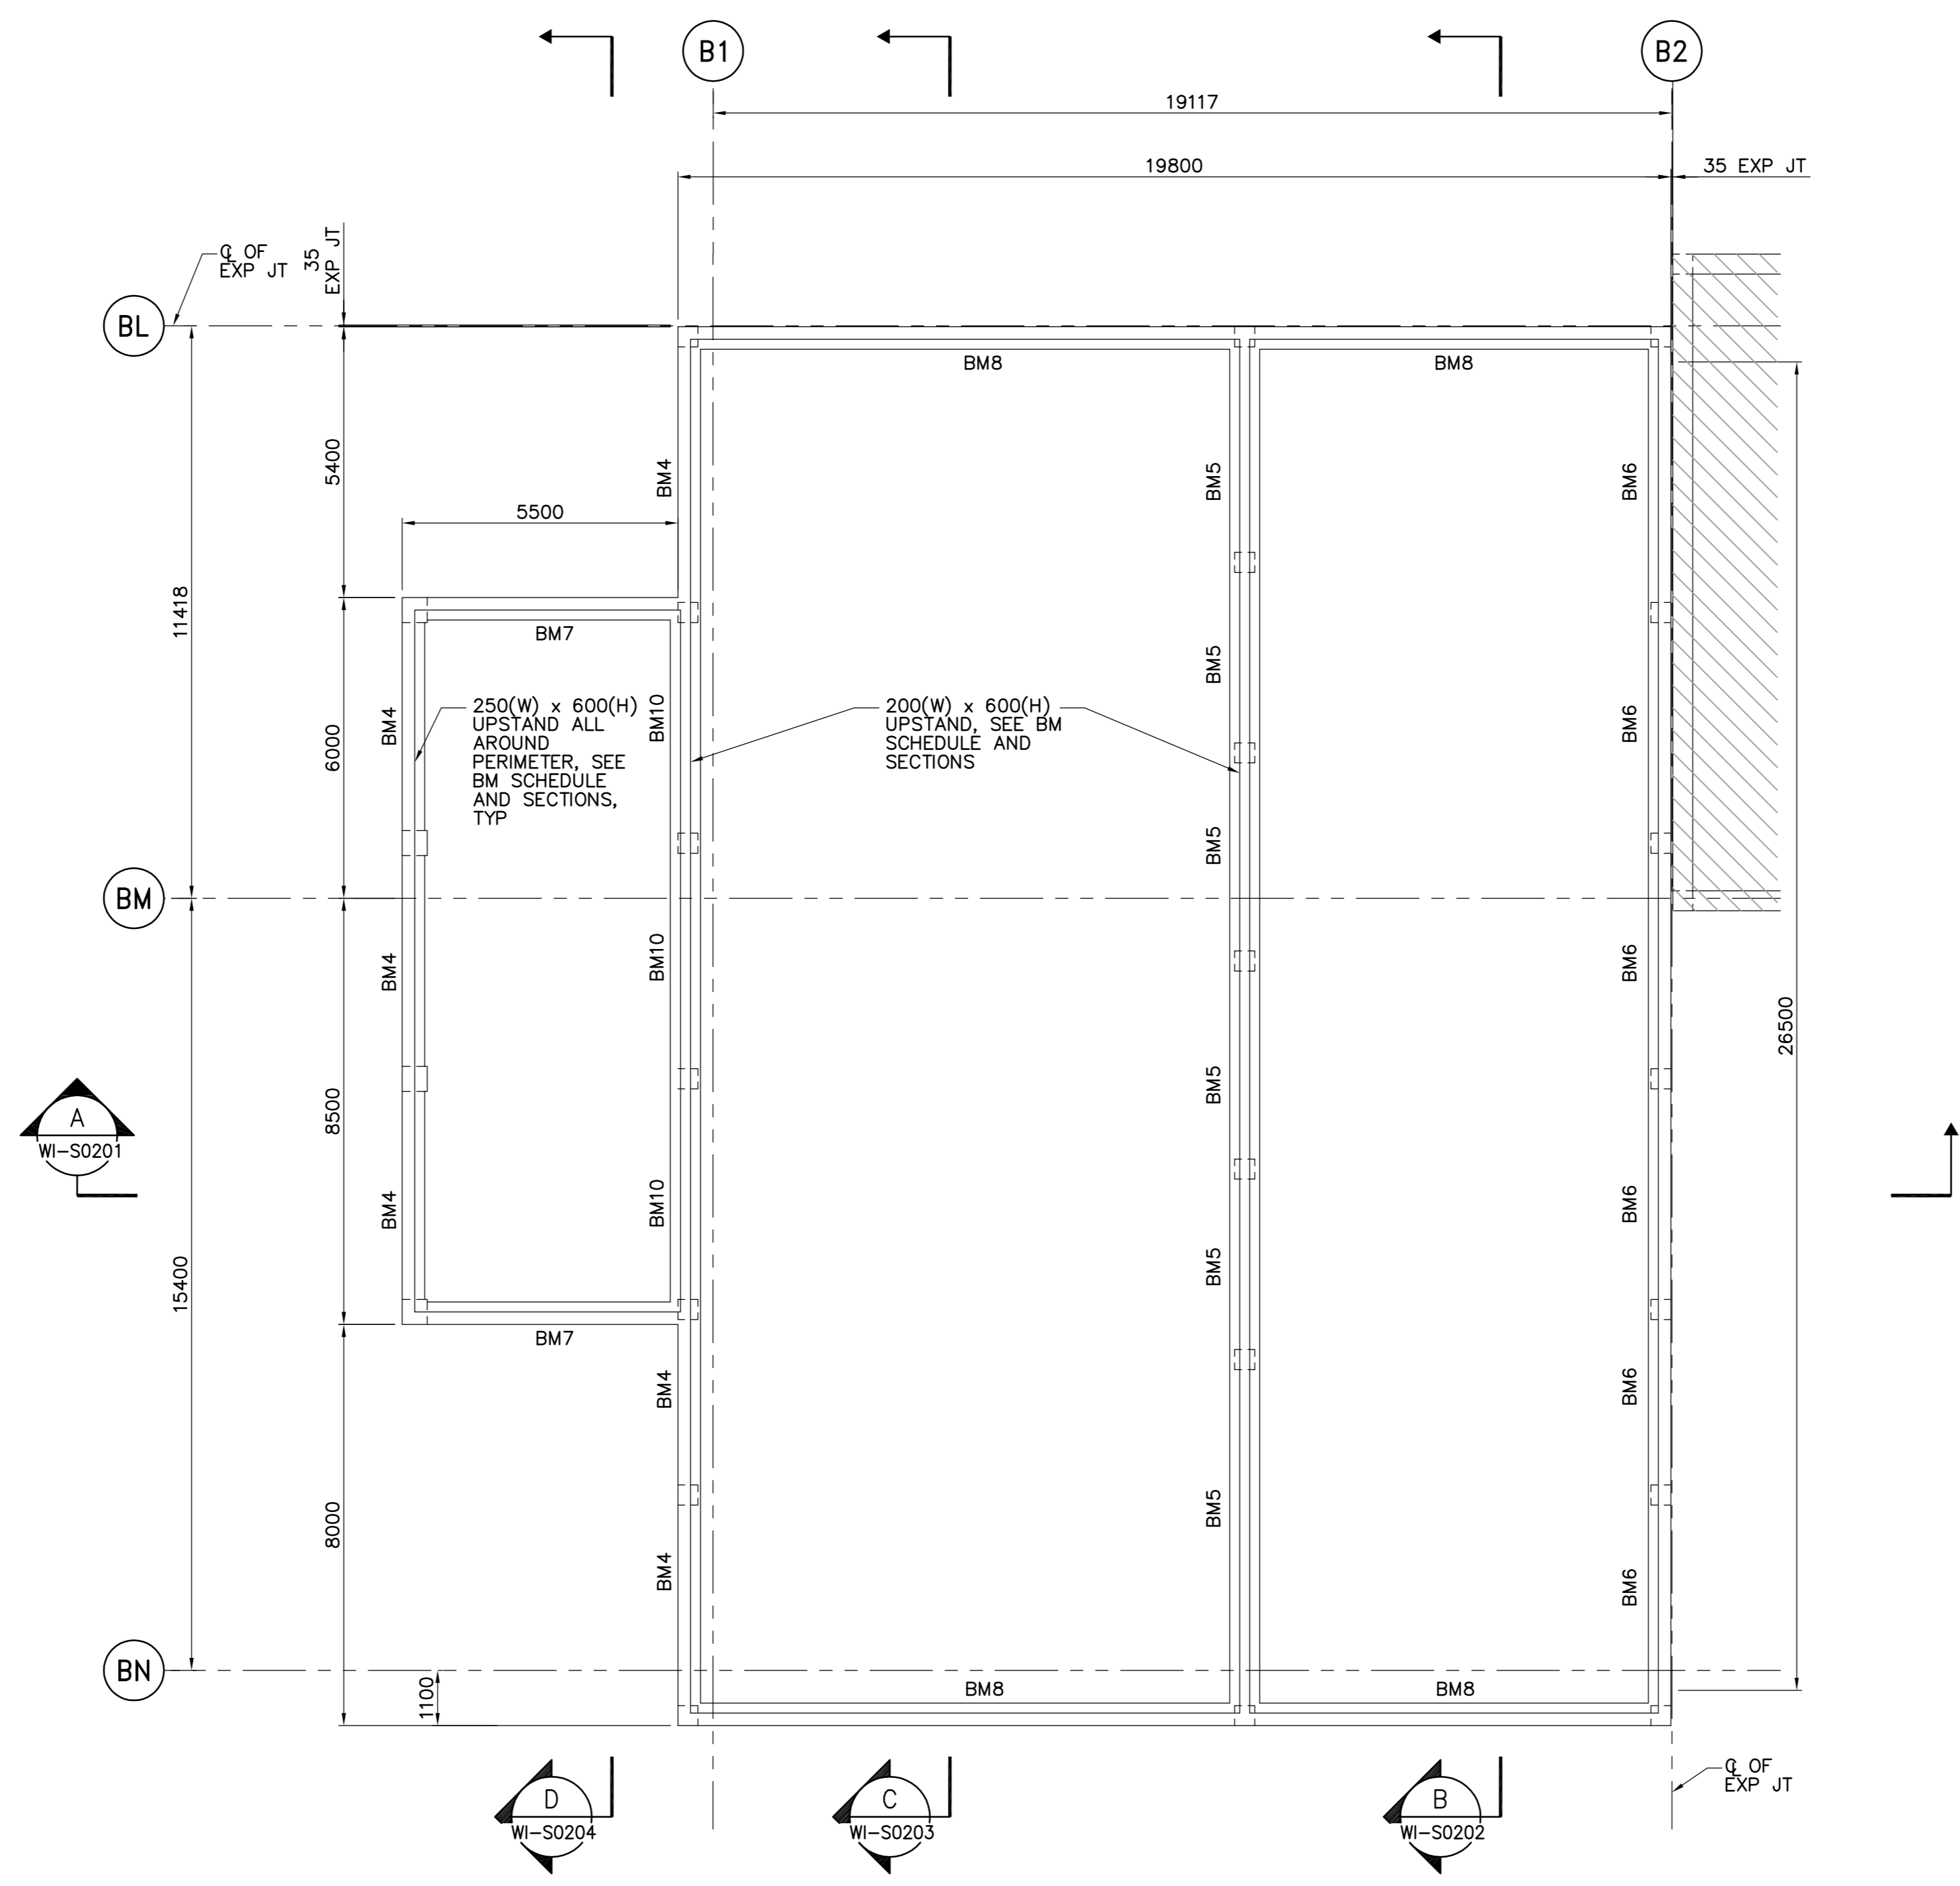 B1
B2
19117
19800
35 EXP JT
℄ OF
EXP JT
35
EXP JT
BL
BM8
BM8
5400
BM4
BM5
BM6
5500
11418
BM7
BM5
6000
BM4
BM10
BM6
250(W) x 600(H)
UPSTAND ALL
AROUND
PERIMETER, SEE
BM SCHEDULE
AND SECTIONS,
TYP
200(W) x 600(H)
UPSTAND, SEE BM
SCHEDULE AND
SECTIONS
BM5
BM
BM4
BM10
BM6
26500
A
WI-S0201
8500
BM5
BM4
BM10
BM6
15400
BM5
BM7
BM4
BM6
8000
BM5
BM4
BM6
BN
1100
BM8
BM8
℄ OF
EXP JT
D
WI-S0204
C
WI-S0203
B
WI-S0202